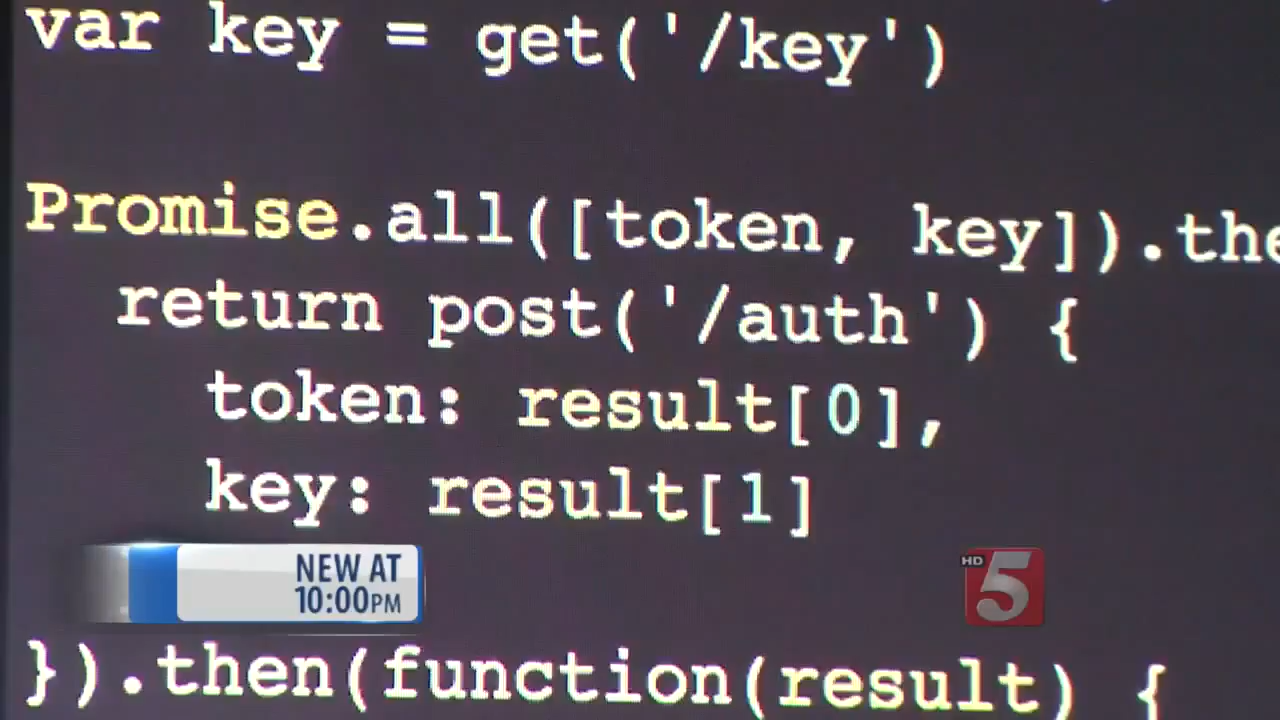 var key = get('/key')
Promise.all([token, key]).the
return post('/auth') {
token: result[0],
key: result[1]
NEW AT
10:00PM
HD
5
}).then(function(result) {